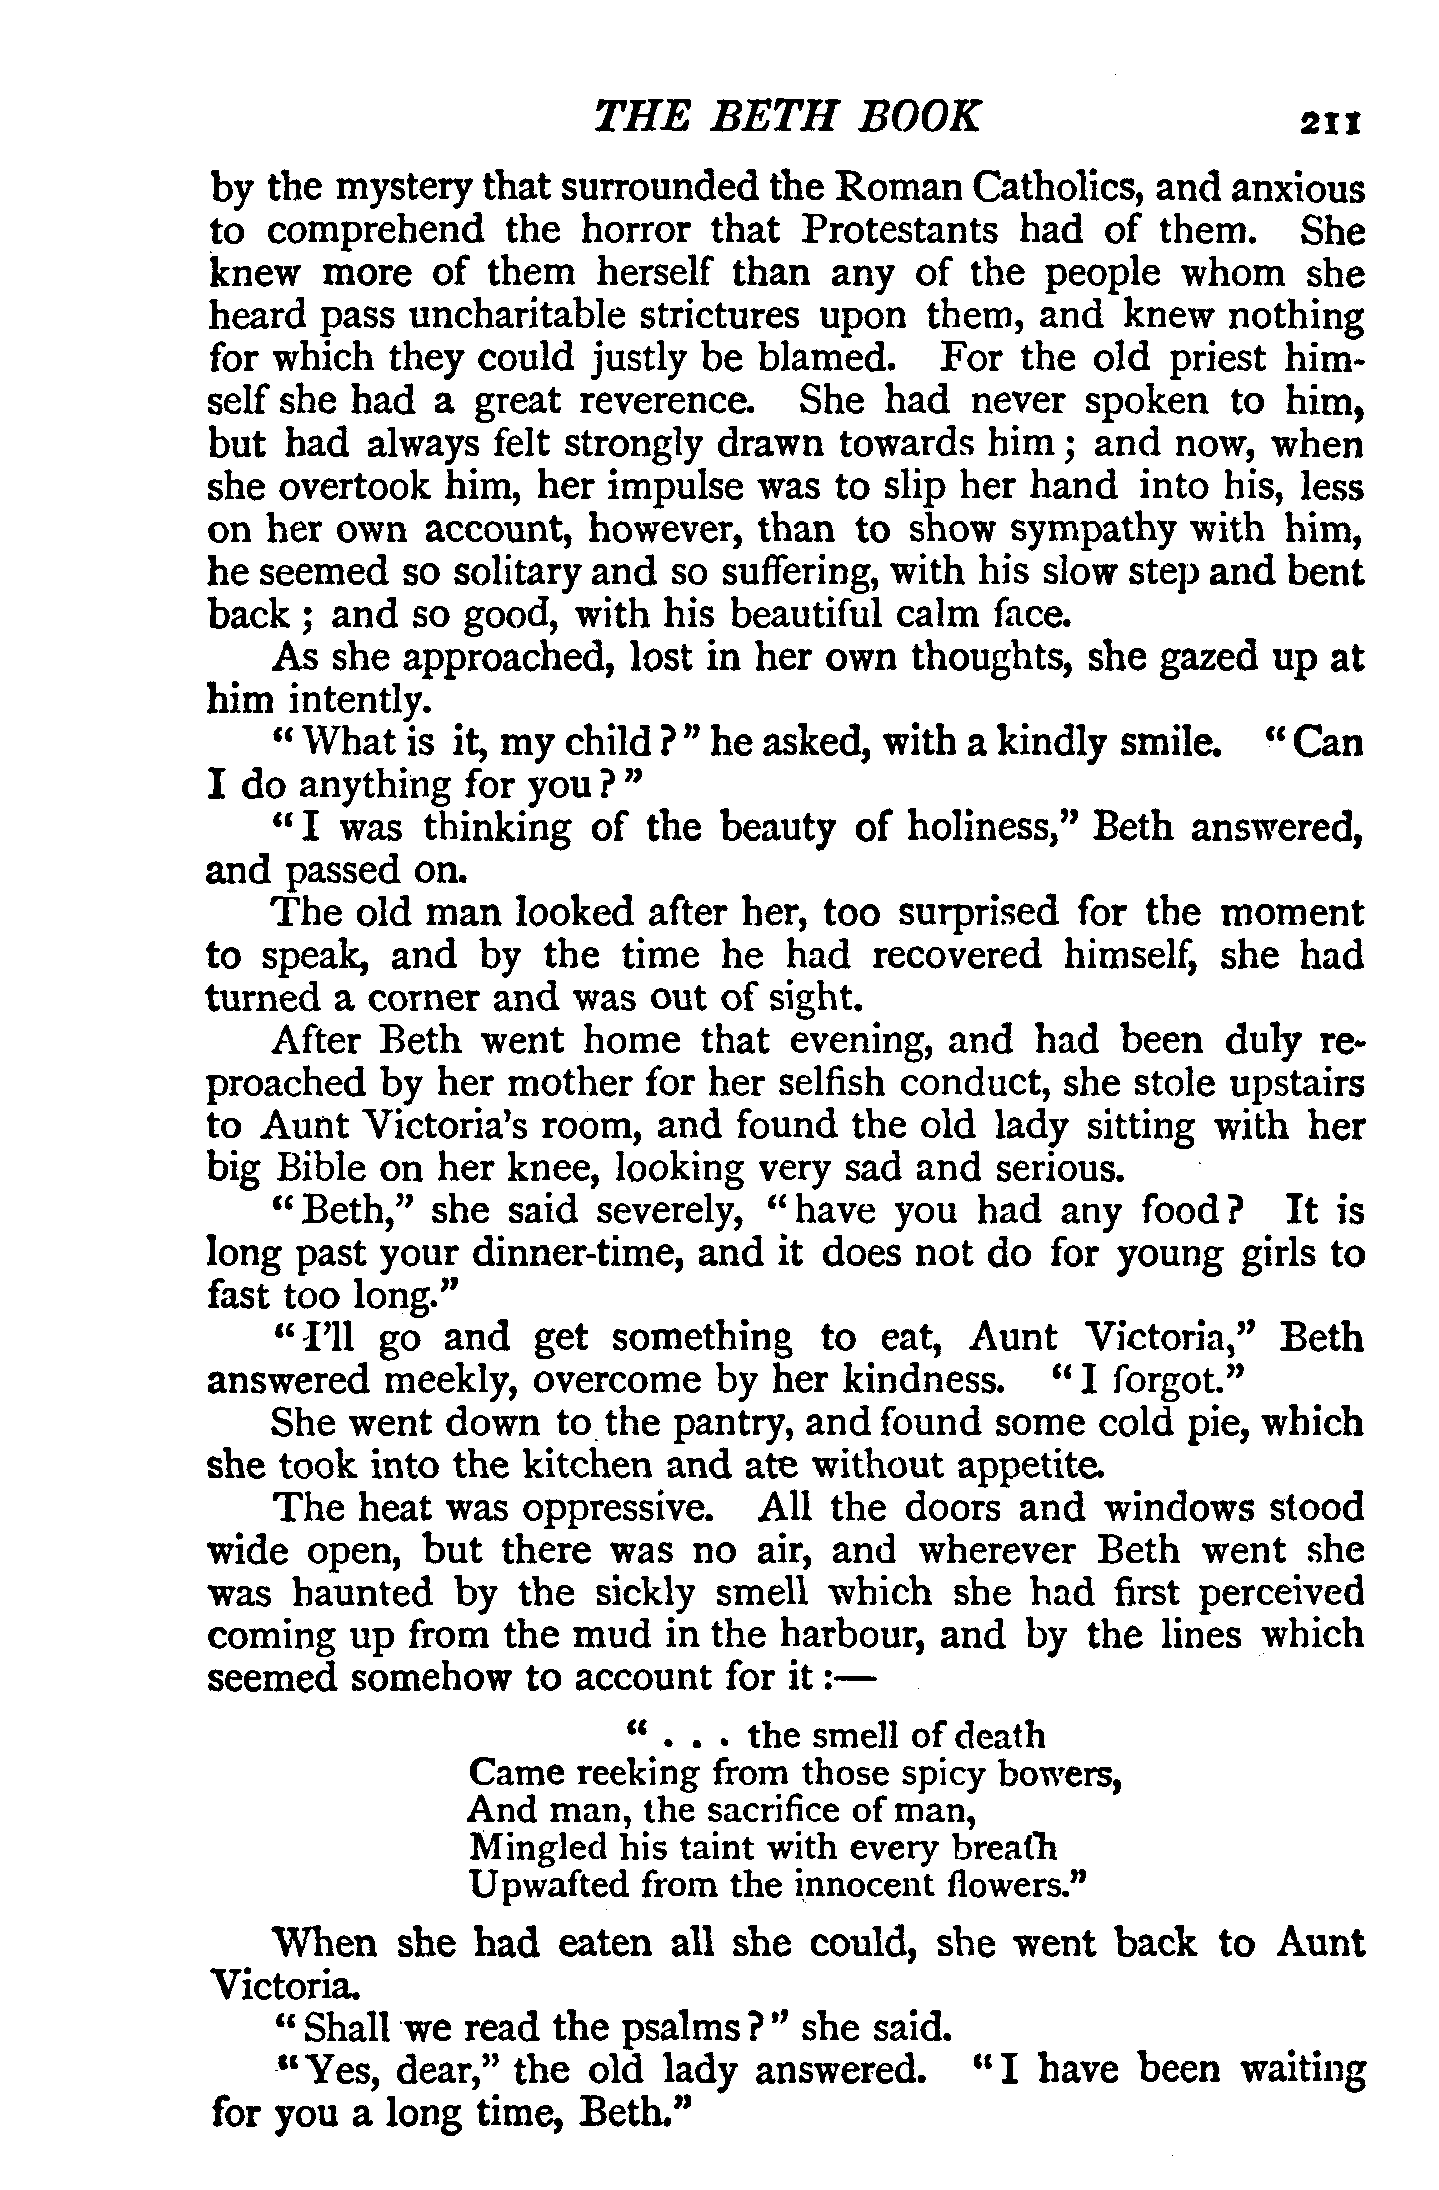 THE BETH BOOK 211
by the mystery that surrounded the Roman Catholics, and anxious
to comprehend the horror that Protestants had of them. She
knew more of them herself than any of the people whom she
heard pass uncharitable strictures upon them, and knew nothing
for which they could justly be blamed. For the old priest him-
self she had a great reverence. She had never spoken to him,
but had always felt strongly drawn towards him; and now, when
she overtook him, her impulse was to slip her hand into his, less
on her own account, however, than to show sympathy with him,
he seemed so solitary and so suffering, with his slow step and bent
back; and so good, with his beautiful calm face.
As she approached, lost in her own thoughts, she gazed up at
him intently.
“What is it, my child?” he asked, with a kindly smile. “Can
I do anything for you?”
“I was thinking of the beauty of holiness,” Beth answered,
and passed on.
The old man looked after her, too surprised for the moment
to speak, and by the time he had recovered himself, she had
turned a corner and was out of sight.
After Beth went home that evening, and had been duly re-
proached by her mother for her selfish conduct, she stole upstairs
to Aunt Victoria's room, and found the old lady sitting with her
big Bible on her knee, looking very sad and serious.
“Beth,” she said severely, “have you had any food? It is
long past your dinner-time, and it does not do for young girls to
fast too long.”
“I'll go and get something to eat, Aunt Victoria,” Beth
answered meekly, overcome by her kindness. “I forgot.”
She went down to the pantry, and found some cold pie, which
she took into the kitchen and ate without appetite.
The heat was oppressive. All the doors and windows stood
wide open, but there was no air, and wherever Beth went she
was haunted by the sickly smell which she had first perceived
coming up from the mud in the harbour, and by the lines which
seemed somehow to account for it:—
“. . . the smell of death
Came reeking from those spicy bowers,
And man, the sacrifice of man,
Mingled his taint with every breath
Upwafted from the innocent flowers.”
When she had eaten all she could, she went back to Aunt
Victoria.
“Shall we read the psalms?” she said.
“Yes, dear,” the old lady answered. “I have been waiting
for you a long time, Beth.”